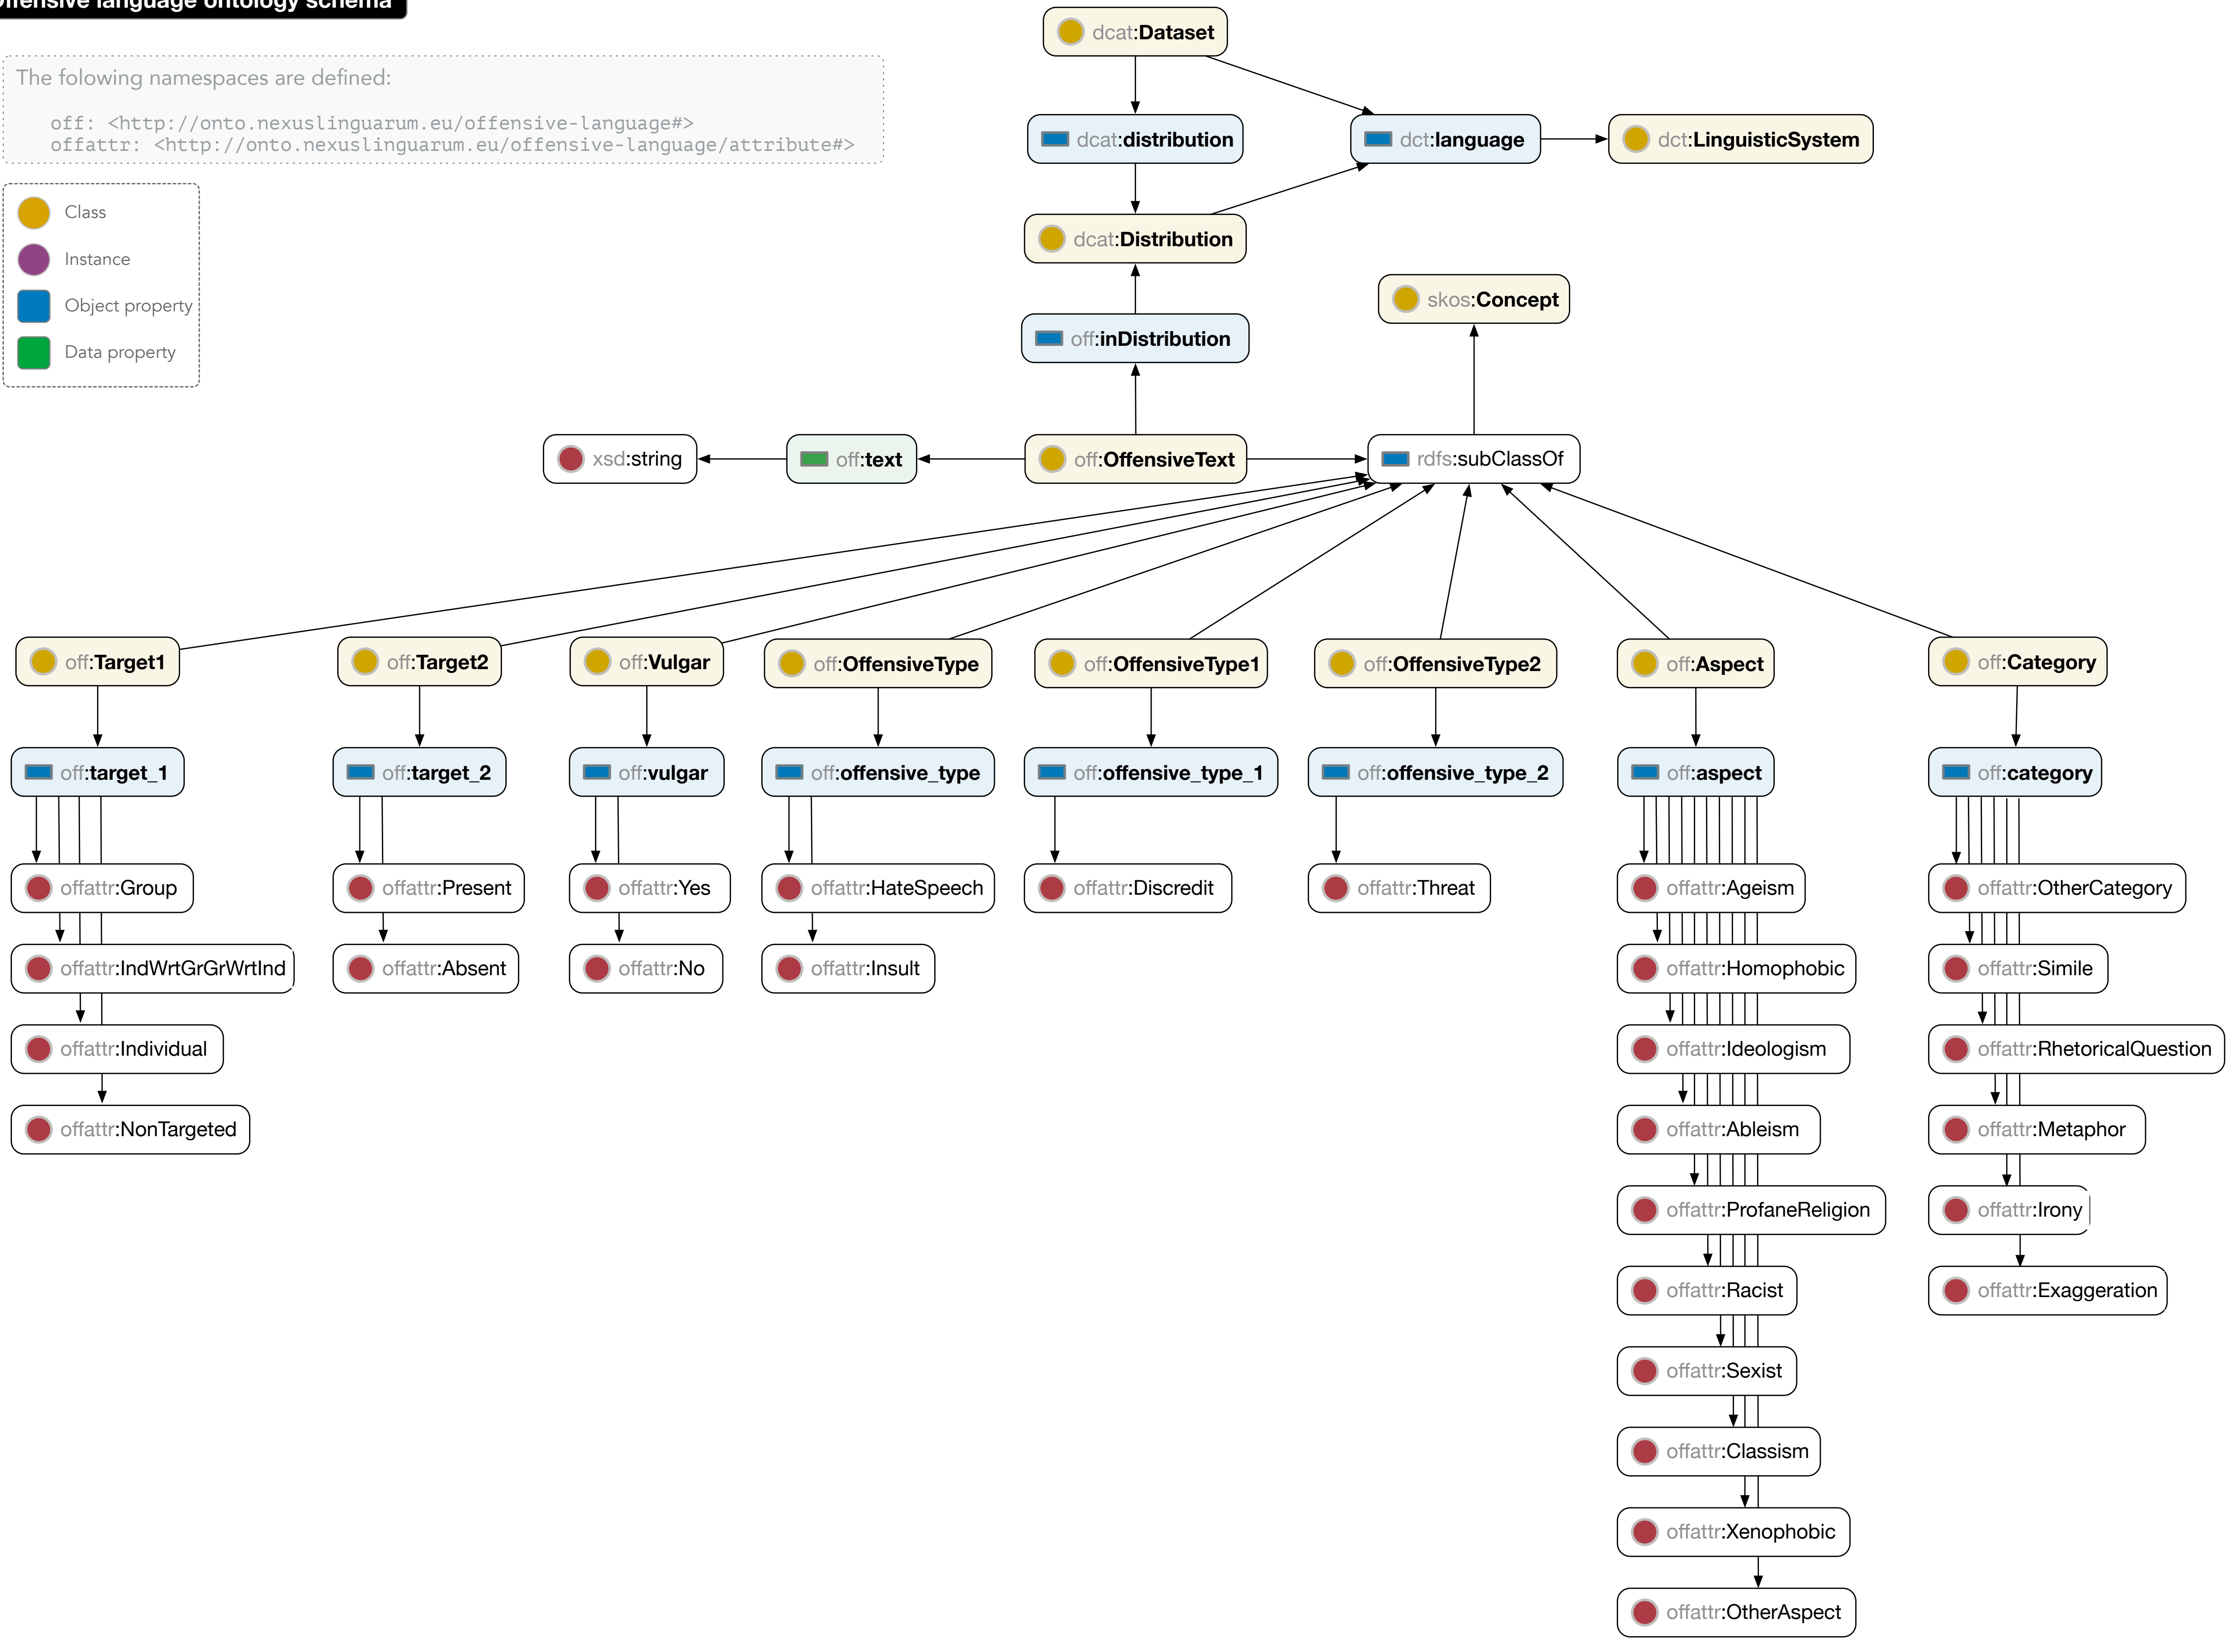 ffensive language ontology schema
The folowing namespaces are defined:
off: <http://onto.nexuslinguarum.eu/offensive-language#>
offattr: <http://onto.nexuslinguarum.eu/offensive-language/attribute#>
Class
Instance
Object property
Data property
dcat:Dataset
dcat:distribution
dct:language
dct:LinguisticSystem
dcat:Distribution
skos:Concept
off:inDistribution
xsd:string
off:text
off:OffensiveText
rdfs:subClassOf
off:Target1
off:Target2
off:Vulgar
off:OffensiveType
off:OffensiveType1
off:OffensiveType2
off:Aspect
off:Category
off:target_1
off:target_2
off:vulgar
off:offensive_type
off:offensive_type_1
off:offensive_type_2
off:aspect
off:category
offattr:Group
offattr:Present
offattr:Yes
offattr:HateSpeech
offattr:Discredit
offattr:Threat
offattr:Ageism
offattr:OtherCategory
offattr:IndWrtGrGrWrtInd
offattr:Absent
offattr:No
offattr:Insult
offattr:Homophobic
offattr:Simile
offattr:Individual
offattr:Ideologism
offattr:RhetoricalQuestion
offattr:NonTargeted
offattr:Ableism
offattr:Metaphor
offattr:ProfaneReligion
offattr:Irony
offattr:Racist
offattr:Exaggeration
offattr:Sexist
offattr:Classism
offattr:Xenophobic
offattr:OtherAspect